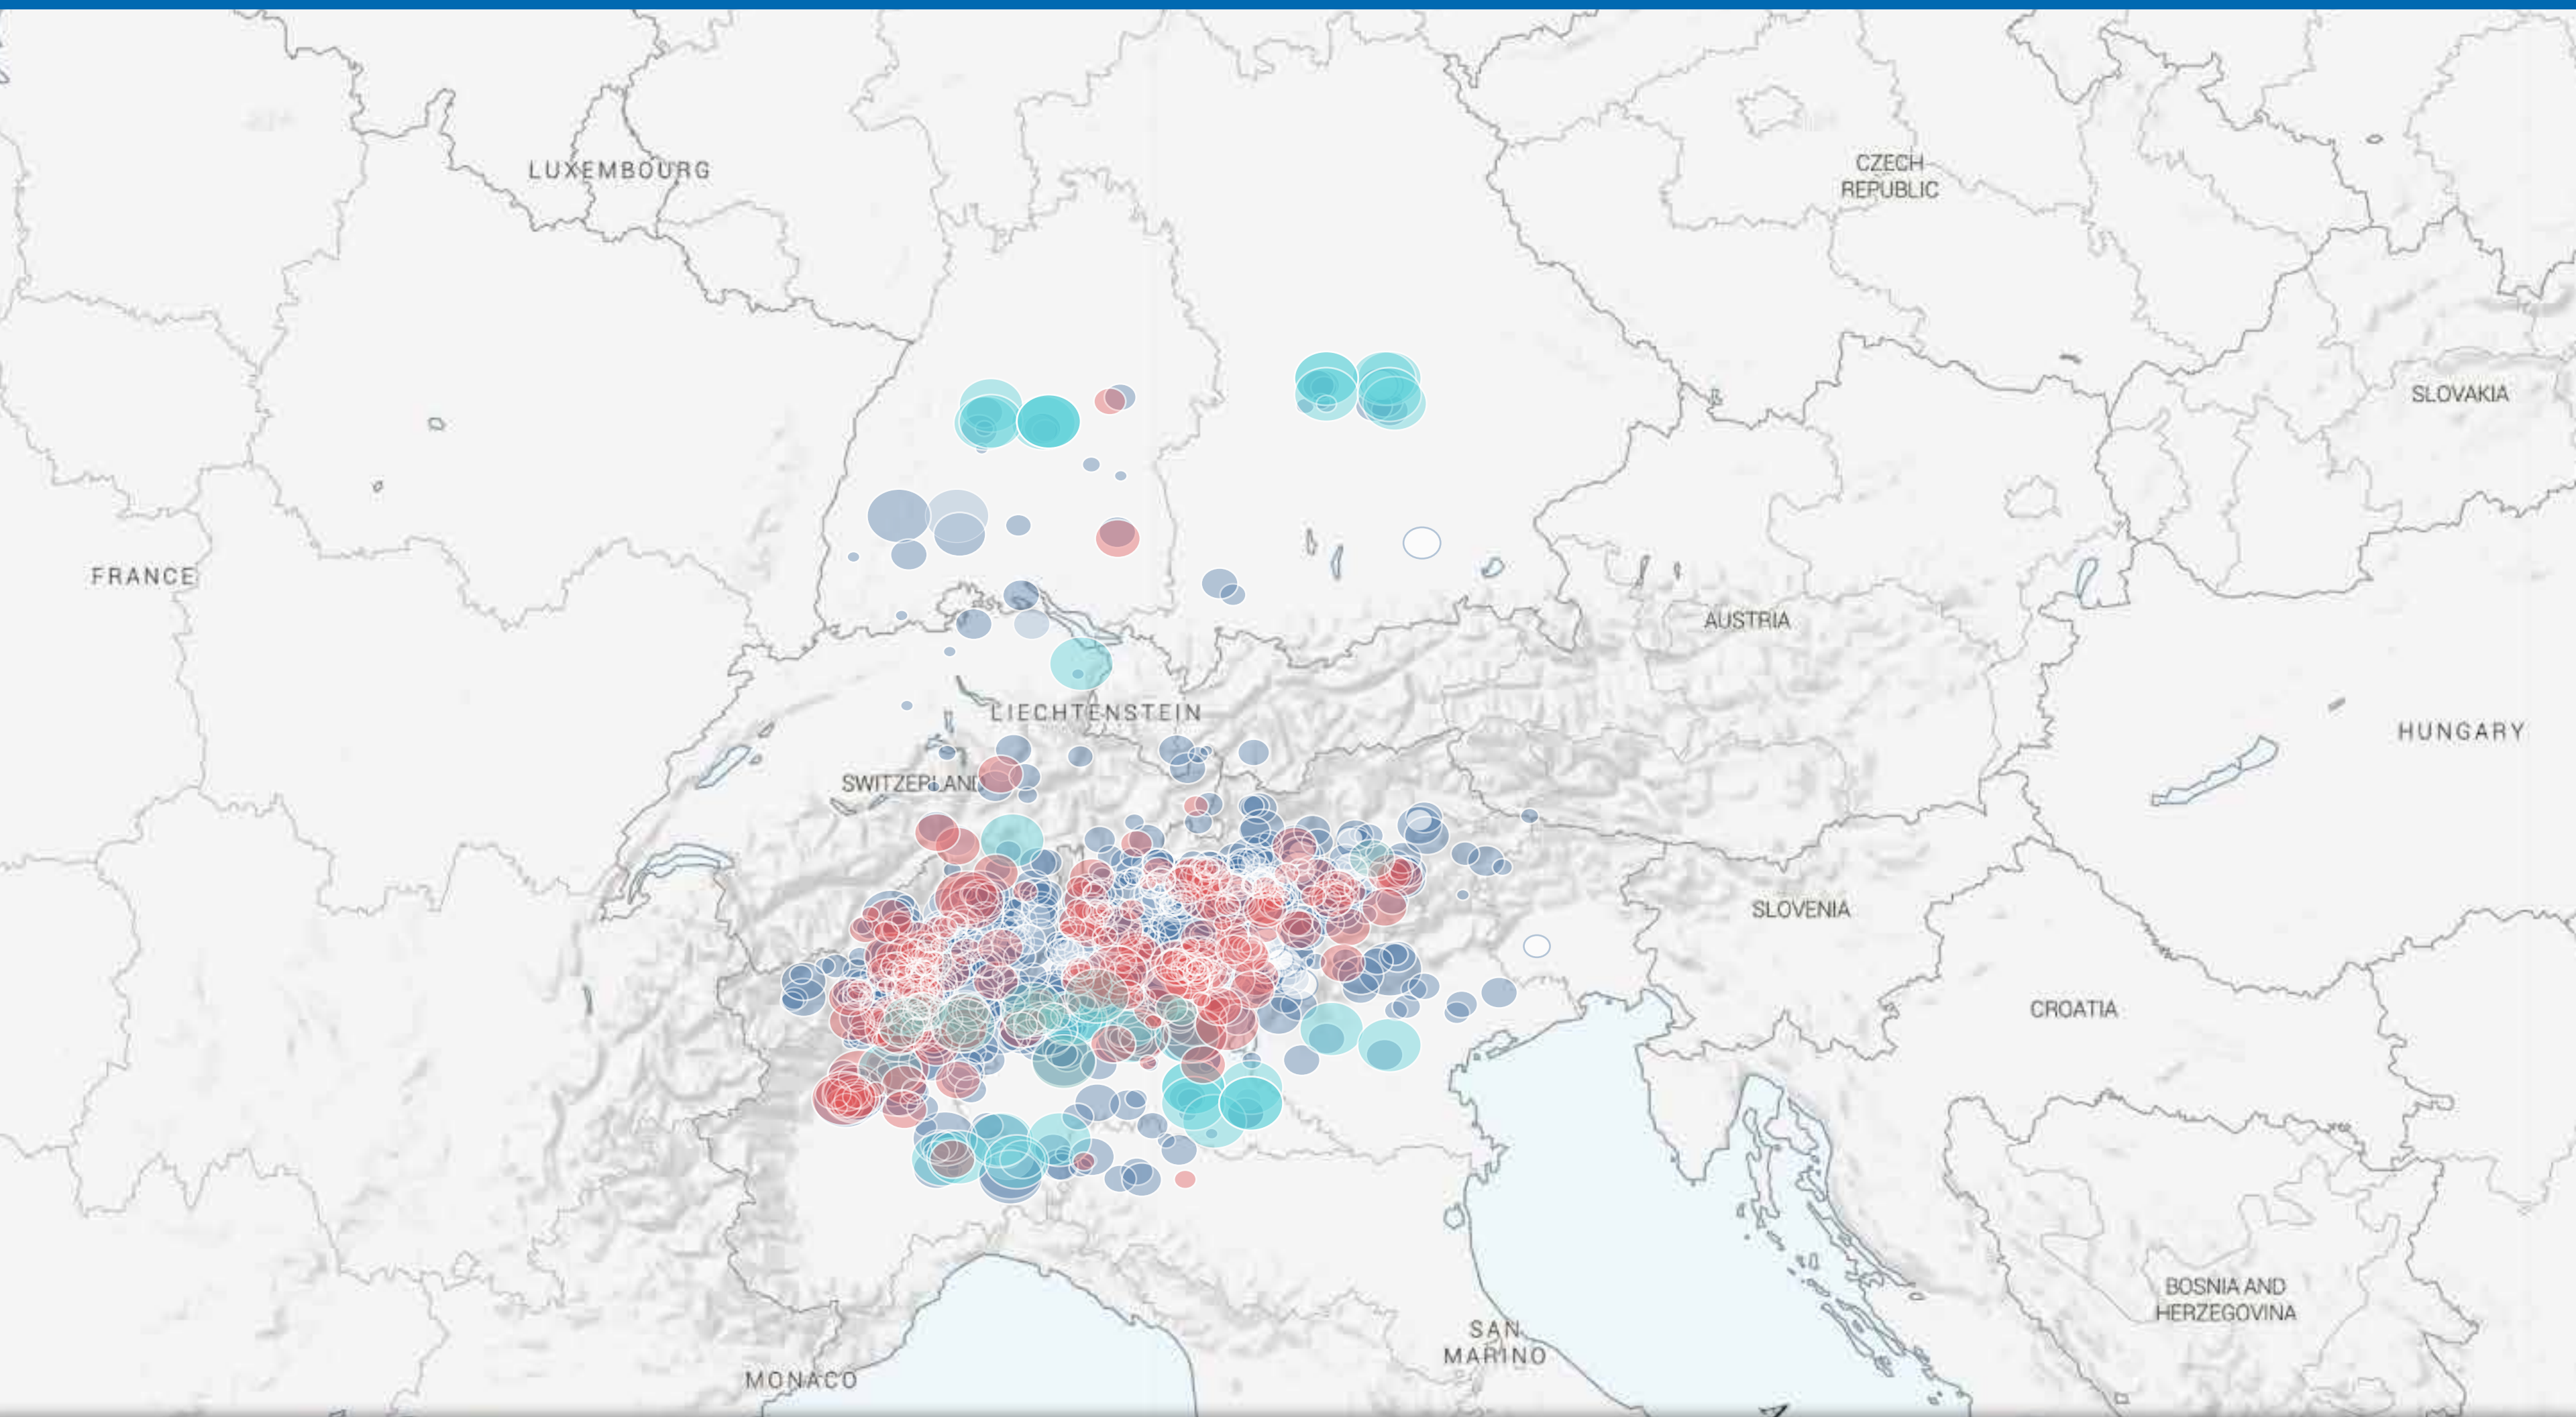 LUXEMBOURG
CZECH
REPUBLIC
SLOVAKIA
FRANCE
AUSTRIA
LIECHTENSTEIN
HUNGARY
SWITZERLAND
SLOVENIA
CROATIA
BOSNIA AND
HERZEGOVINA
SAN
MARINO
MONACO